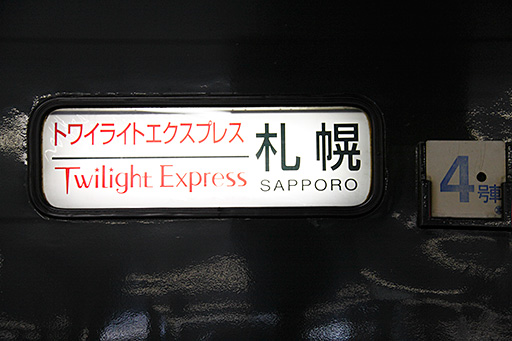 トワイライトエクスプレス
Twilight Express
札幌
SAPPORO
4号車